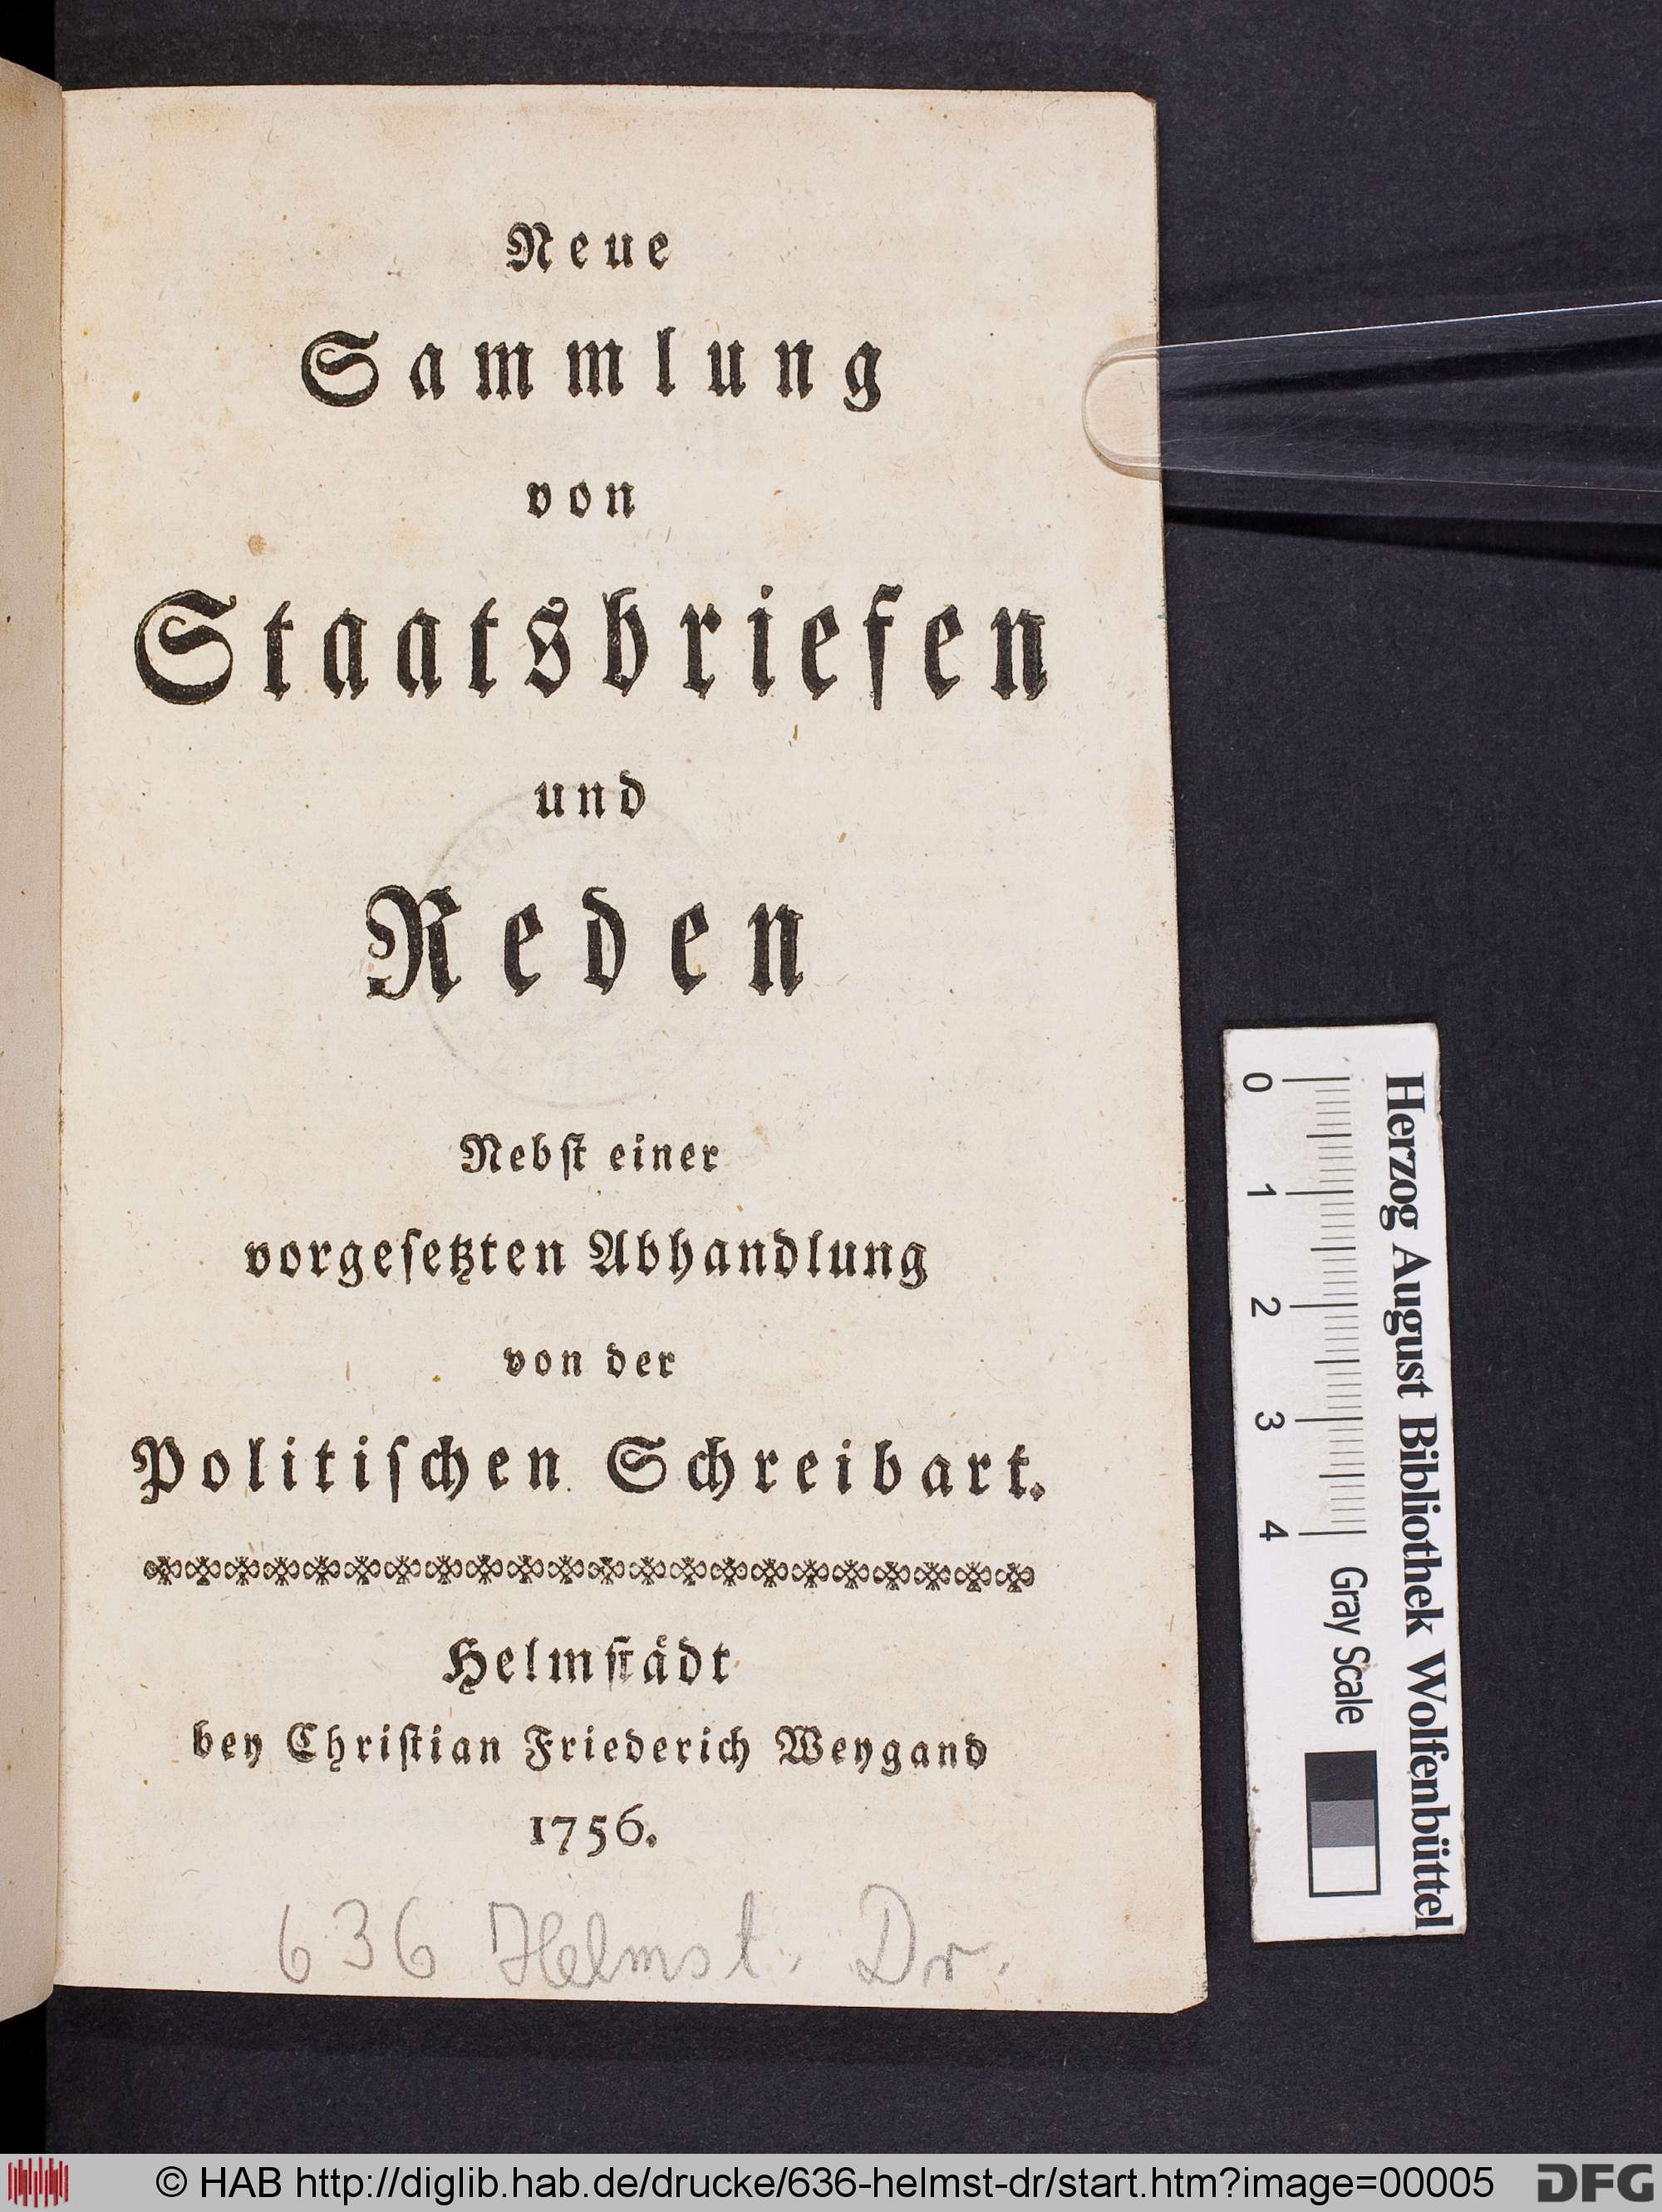 Neue
Sammlung
von
Staatsbriefen
und
Reden
Nebſt einer
vorgeſetzten Abhandlung
von der
Politiſchen Schreibart.
Helmſtådt
bey Chriſtian Friederich Weygand
1756.
636 Helmst. Dr.
Herzog August Bibliothek Wolfenbüttel
0 1 2 3 4 Gray Scale
© HAB http://diglib.hab.de/drucke/636-helmst-dr/start.htm?image=00005
DFG